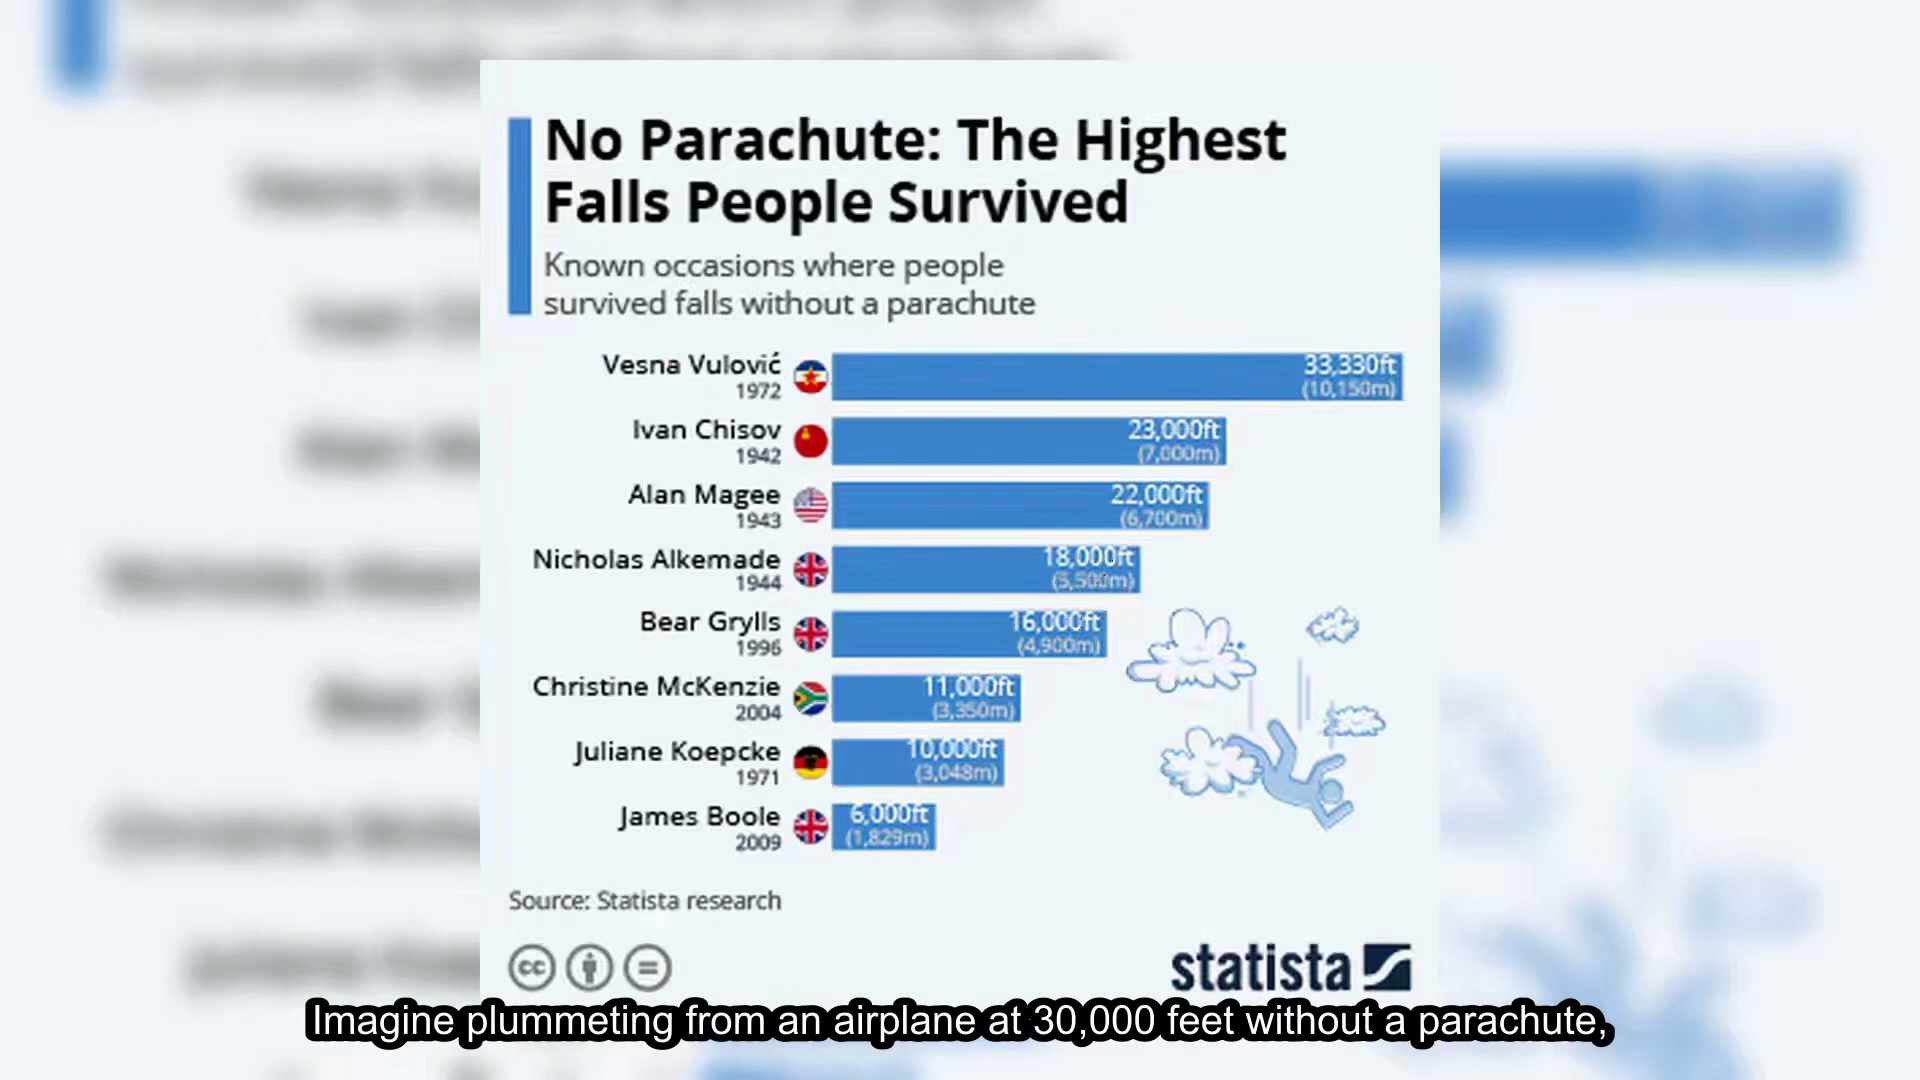 No Parachute: The Highest
Falls People Survived
Known occasions where people
survived falls without a parachute
Vesna Vulović
1972
33,330ft
(10,150m)
Ivan Chisov
1942
23,000ft
(7,000m)
Alan Magee
1943
22,000ft
(6,700m)
Nicholas Alkemade
1944
18,000ft
(5,500m)
Bear Grylls
1996
16,000ft
(4,900m)
Christine McKenzie
2004
11,000ft
(3,350m)
Juliane Koepcke
1971
10,000ft
(3,048m)
James Boole
2009
6,000ft
(1,829m)
Source: Statista research
cc
statista
Imagine plummeting from an airplane at 30,000 feet without a parachute,